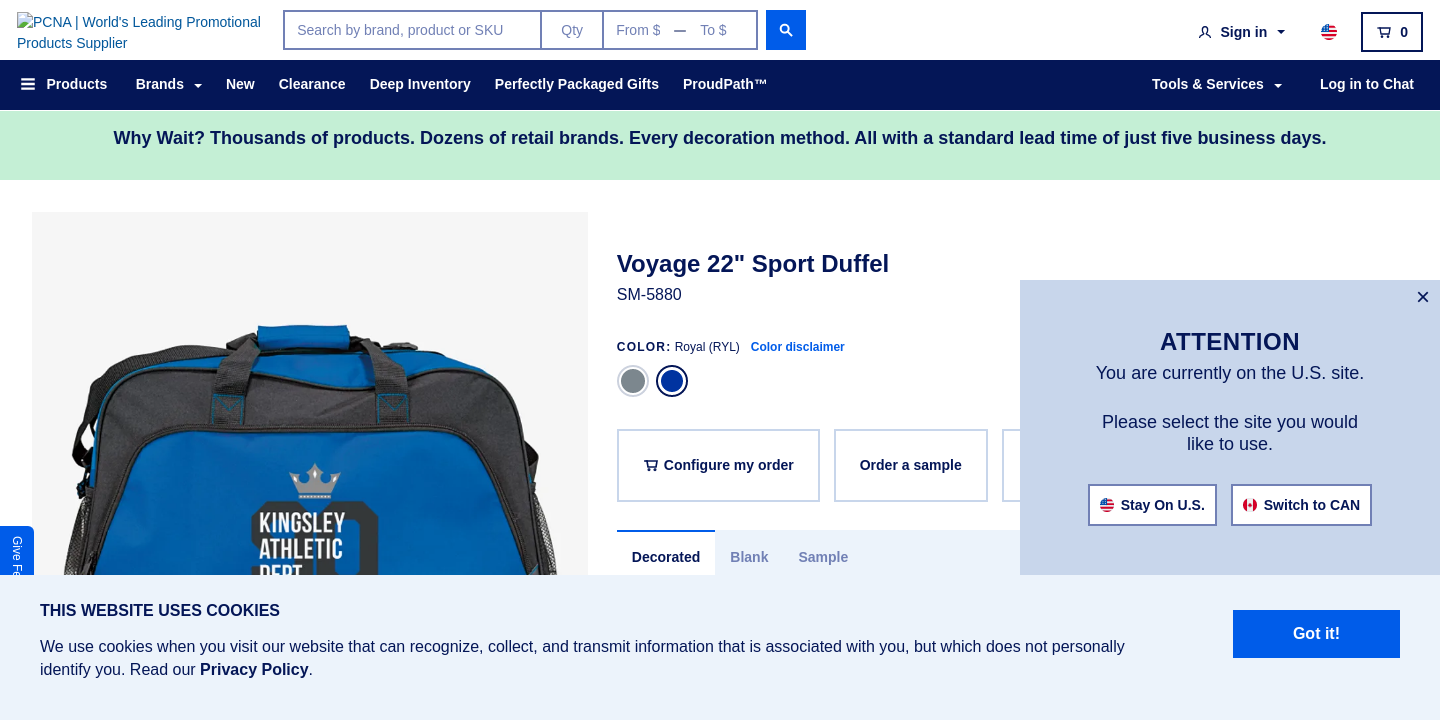 PCNA | World's Leading Promotional
Products Supplier
Search by brand, product or SKU
Qty
From $ — To $
Sign in
0
Products
Brands
New
Clearance
Deep Inventory
Perfectly Packaged Gifts
ProudPath™
Tools & Services
Log in to Chat
Why Wait? Thousands of products. Dozens of retail brands. Every decoration method. All with a standard lead time of just five business days.
KINGSLEY
ATHLETIC
DEPT
Voyage 22" Sport Duffel
SM-5880
COLOR: Royal (RYL) Color disclaimer
Configure my order
Order a sample
Decorated
Blank
Sample
×
ATTENTION
You are currently on the U.S. site.
Please select the site you would
like to use.
Stay On U.S.
Switch to CAN
Give Fe
THIS WEBSITE USES COOKIES
We use cookies when you visit our website that can recognize, collect, and transmit information that is associated with you, but which does not personally
identify you. Read our Privacy Policy.
Got it!